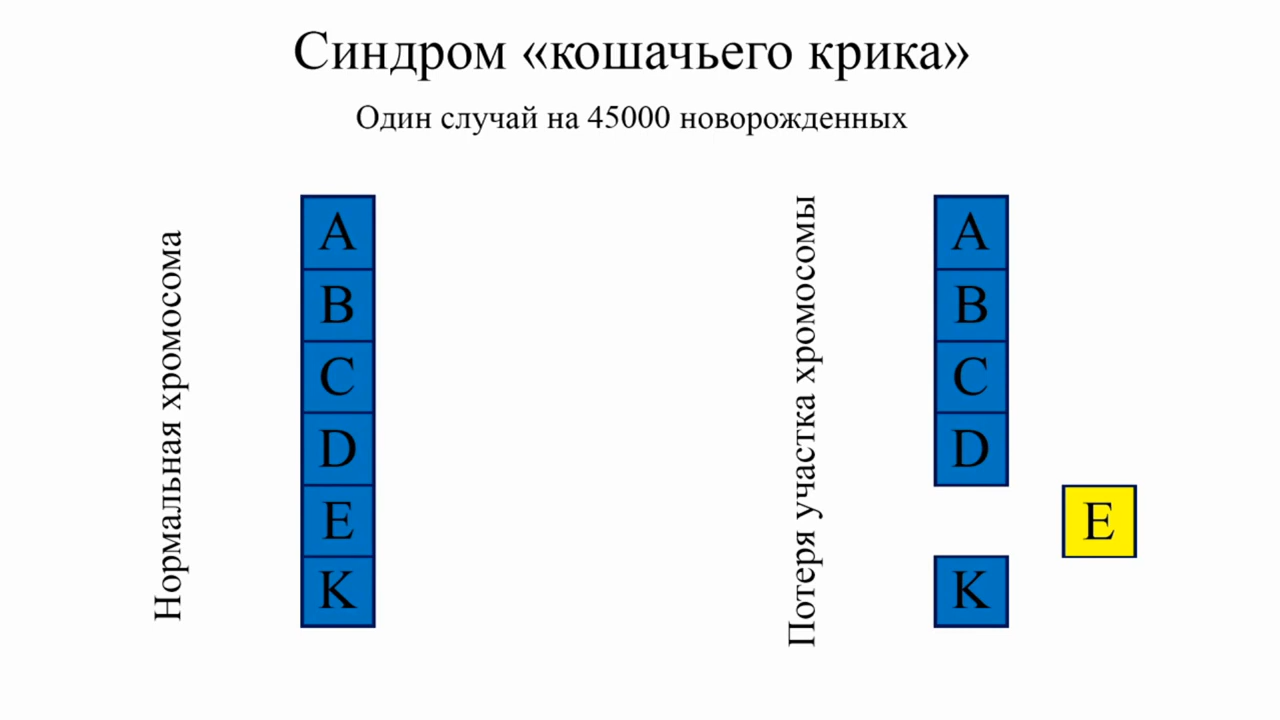 Синдром «кошачьего крика»
Один случай на 45000 новорожденных
Нормальная хромосома
A
B
C
D
E
K
Потеря участка хромосомы
A
B
C
D
E
K